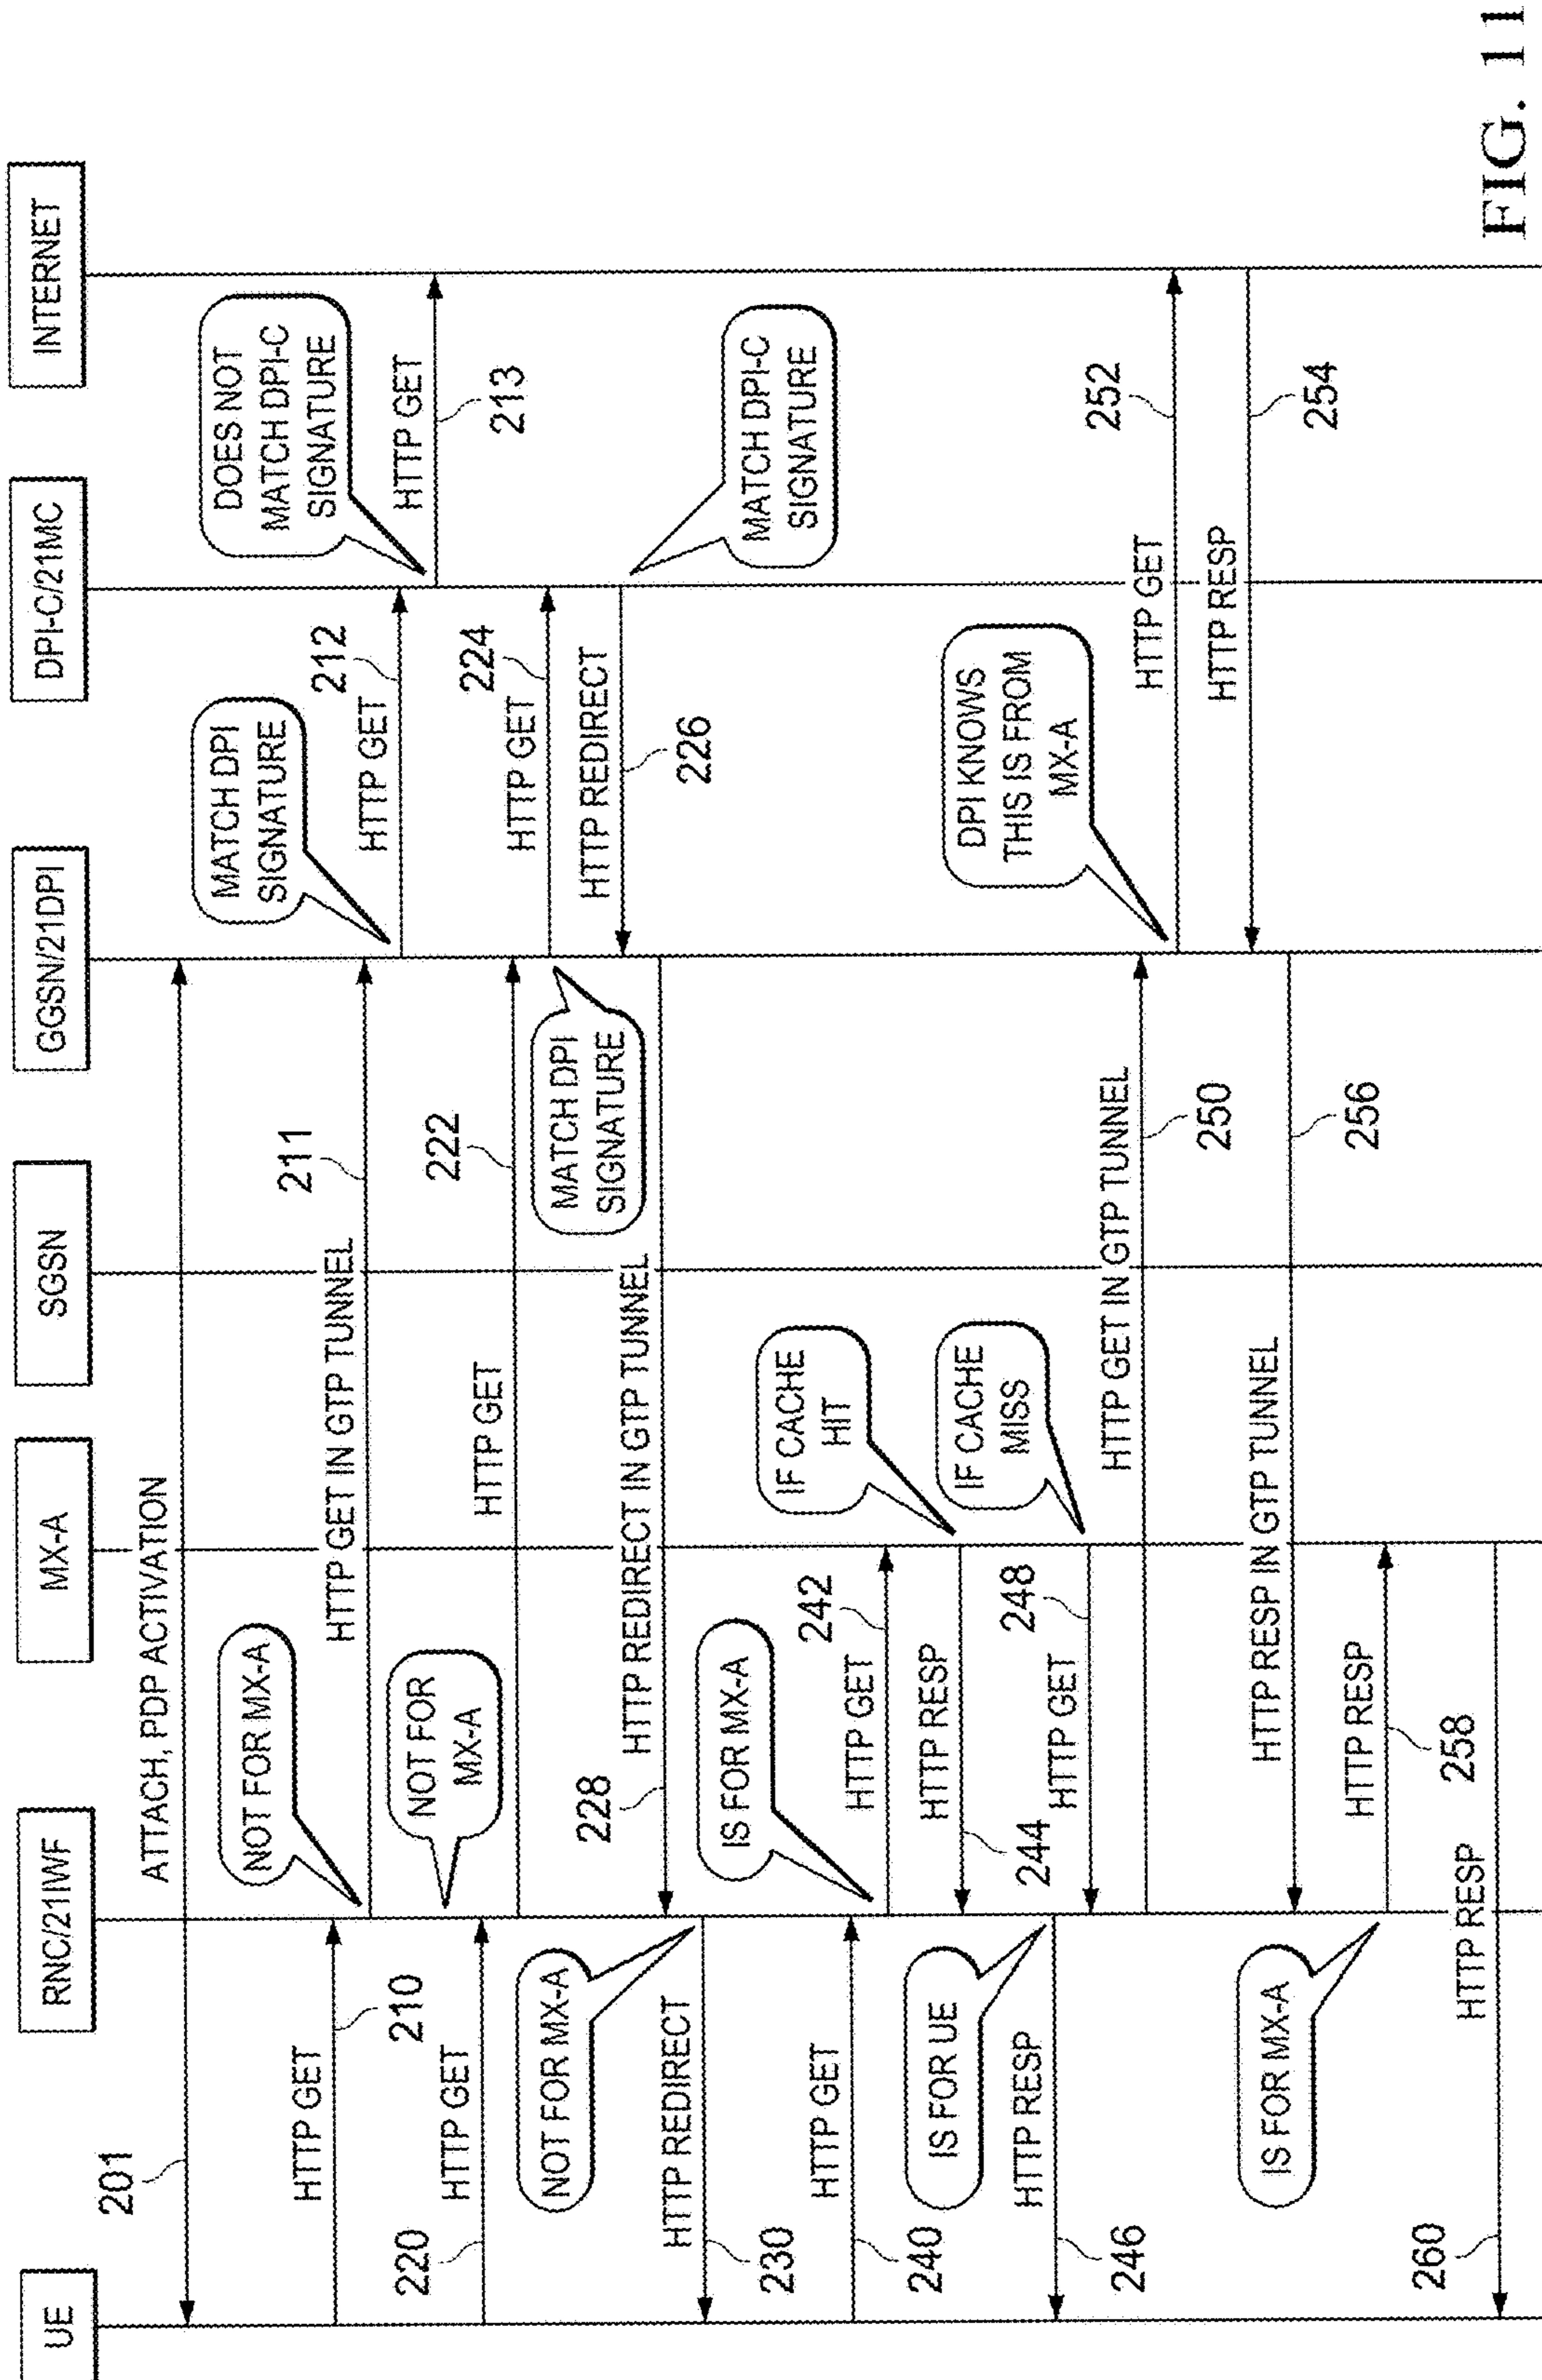 UE
RNC/21IWF
MX-A
SGSN
GGSN/21DPI
DPI-C/21MC
INTERNET
201
ATTACH, PDP ACTIVATION
HTTP GET
210
NOT FOR MX-A
HTTP GET IN GTP TUNNEL
211
MATCH DPI
SIGNATURE
HTTP GET
212
DOES NOT
MATCH DPI-C
SIGNATURE
HTTP GET
213
220
HTTP GET
NOT FOR
MX-A
HTTP GET
222
MATCH DPI
SIGNATURE
HTTP GET
224
HTTP REDIRECT
226
MATCH DPI-C
SIGNATURE
228
HTTP REDIRECT IN GTP TUNNEL
NOT FOR MX-A
HTTP REDIRECT
230
HTTP GET
240
IS FOR MX-A
HTTP GET
242
IF CACHE
HIT
HTTP RESP
244
IS FOR UE
HTTP RESP
246
IF CACHE
MISS
HTTP GET
248
HTTP GET IN GTP TUNNEL
250
DPI KNOWS
THIS IS FROM
MX-A
HTTP GET
252
HTTP RESP
254
HTTP RESP IN GTP TUNNEL
256
IS FOR MX-A
HTTP RESP
258
260
HTTP RESP
FIG. 11